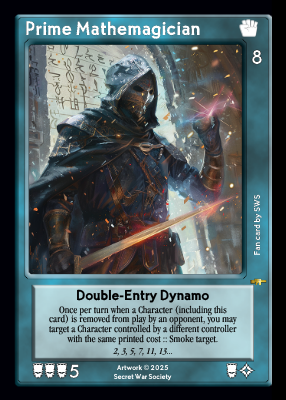 Prime Mathemagician
8
Fan card by SWS
Double-Entry Dynamo
Once per turn when a Character (including this
card) is removed from play by an opponent, you may
target a Character controlled by a different controller
with the same printed cost :: Smoke target.
2, 3, 5, 7, 11, 13...
5
Artwork © 2025
Secret War Society